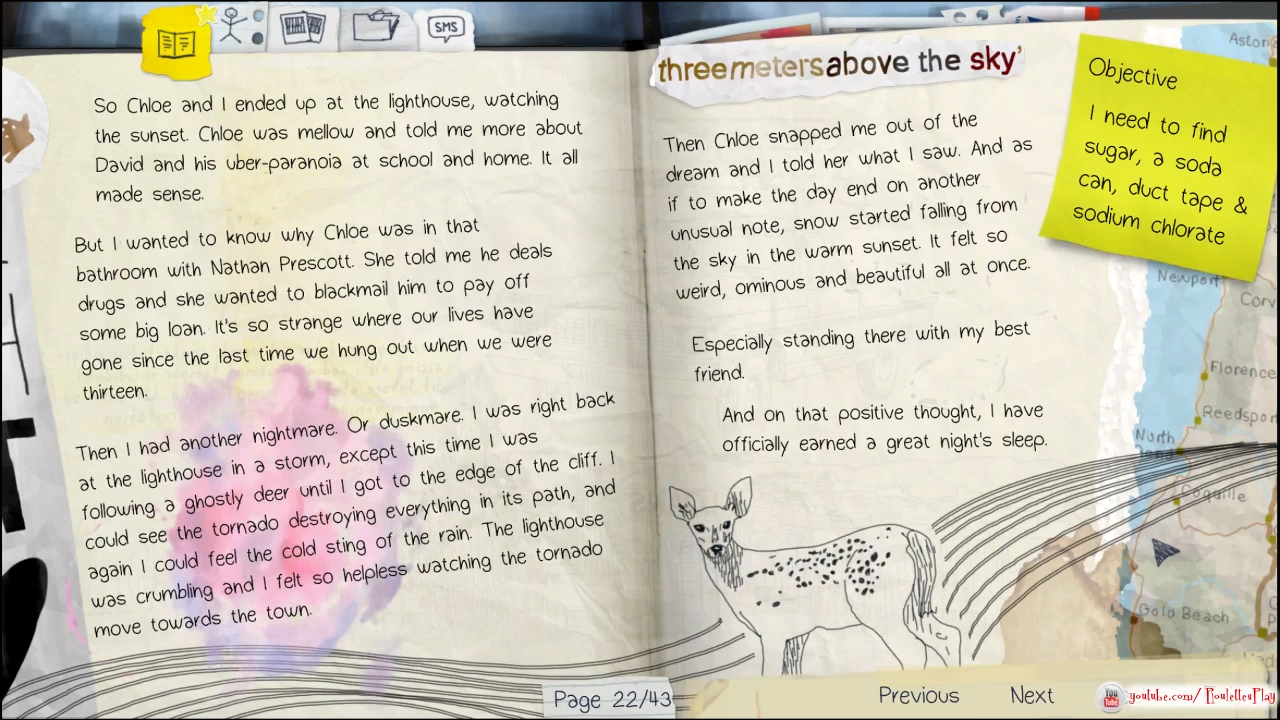 SMS
So Chloe and I ended up at the lighthouse, watching
the sunset. Chloe was mellow and told me more about
David and his uber-paranoia at school and home. It all
made sense.
But I wanted to know why Chloe was in that
bathroom with Nathan Prescott. She told me he deals
drugs and she wanted to blackmail him to pay off
some big loan. It's so strange where our lives have
gone since the last time we hung out when we were
thirteen.
Then I had another nightmare. Or duskmare. I was right back
at the lighthouse in a storm, except this time I was
following a ghostly deer until I got to the edge of the cliff. I
could see the tornado destroying everything in its path, and
again I could feel the cold sting of the rain. The lighthouse
was crumbling and I felt so helpless watching the tornado
move towards the town.
three meters above the sky'
Then Chloe snapped me out of the
dream and I told her what I saw. And as
if to make the day end on another
unusual note, snow started falling from
the sky in the warm sunset. It felt so
weird, ominous and beautiful all at once.
Especially standing there with my best
friend.
And on that positive thought, I have
officially earned a great night's sleep.
Objective
I need to find
sugar, a soda
can, duct tape &
sodium chlorate
Newport
Florence
North
Coquille
Gold Beach
Page 22/43
Previous
Next
You Tube
youtube.com/RoulettesPlay